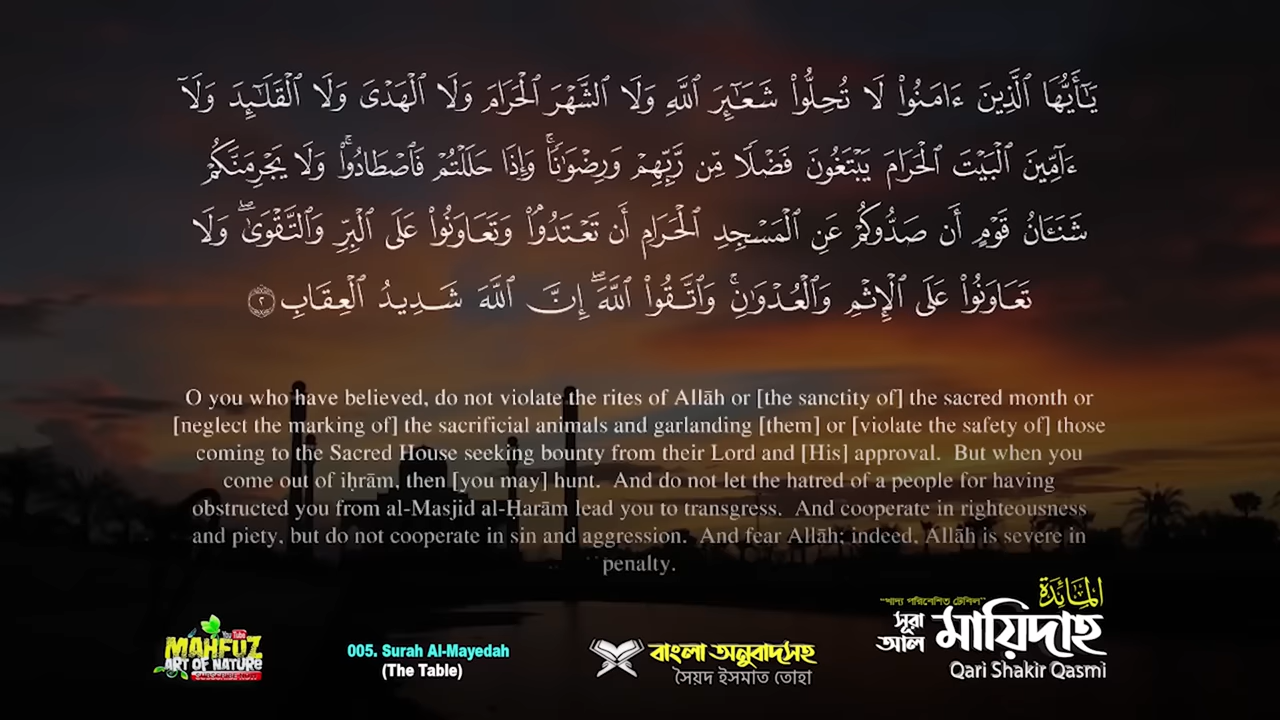 يَـٰٓأَيُّهَا ٱلَّذِينَ ءَامَنُوا۟ لَا تُحِلُّوا۟ شَعَـٰٓئِرَ ٱللَّهِ وَلَا ٱلشَّهْرَ ٱلْحَرَامَ وَلَا ٱلْهَدْىَ وَلَا ٱلْقَلَـٰٓئِدَ وَلَآ
ءَآمِّينَ ٱلْبَيْتَ ٱلْحَرَامَ يَبْتَغُونَ فَضْلًا مِّن رَّبِّهِمْ وَرِضْوَٰنًا ۚ وَإِذَا حَلَلْتُمْ فَٱصْطَادُوا۟ ۚ وَلَا يَجْرِمَنَّكُمْ
شَنَـَٔانُ قَوْمٍ أَن صَدُّوكُمْ عَنِ ٱلْمَسْجِدِ ٱلْحَرَامِ أَن تَعْتَدُوا۟ ۘ وَتَعَاوَنُوا۟ عَلَى ٱلْبِرِّ وَٱلتَّقْوَىٰ ۖ وَلَا
تَعَاوَنُوا۟ عَلَى ٱلْإِثْمِ وَٱلْعُدْوَٰنِ ۚ وَٱتَّقُوا۟ ٱللَّهَ ۖ إِنَّ ٱللَّهَ شَدِيدُ ٱلْعِقَابِ ٢
O you who have believed, do not violate the rites of Allāh or [the sanctity of] the sacred month or
[neglect the marking of] the sacrificial animals and garlanding [them] or [violate the safety of] those
coming to the Sacred House seeking bounty from their Lord and [His] approval. But when you
come out of iḥrām, then [you may] hunt. And do not let the hatred of a people for having
obstructed you from al-Masjid al-Ḥarām lead you to transgress. And cooperate in righteousness
and piety, but do not cooperate in sin and aggression. And fear Allāh; indeed, Allāh is severe in
penalty.
You Tube
MAHFUZ
ART OF NATURE
SUBSCRIBE NOW
005. Surah Al-Mayedah
(The Table)
বাংলা অনুবাদসহ
সৈয়দ ইসমাত তোহা
المَائدة
“খাদ্য পরিবেশিত টেবিল”
সূরা আল মায়িদাহ
Qari Shakir Qasmi